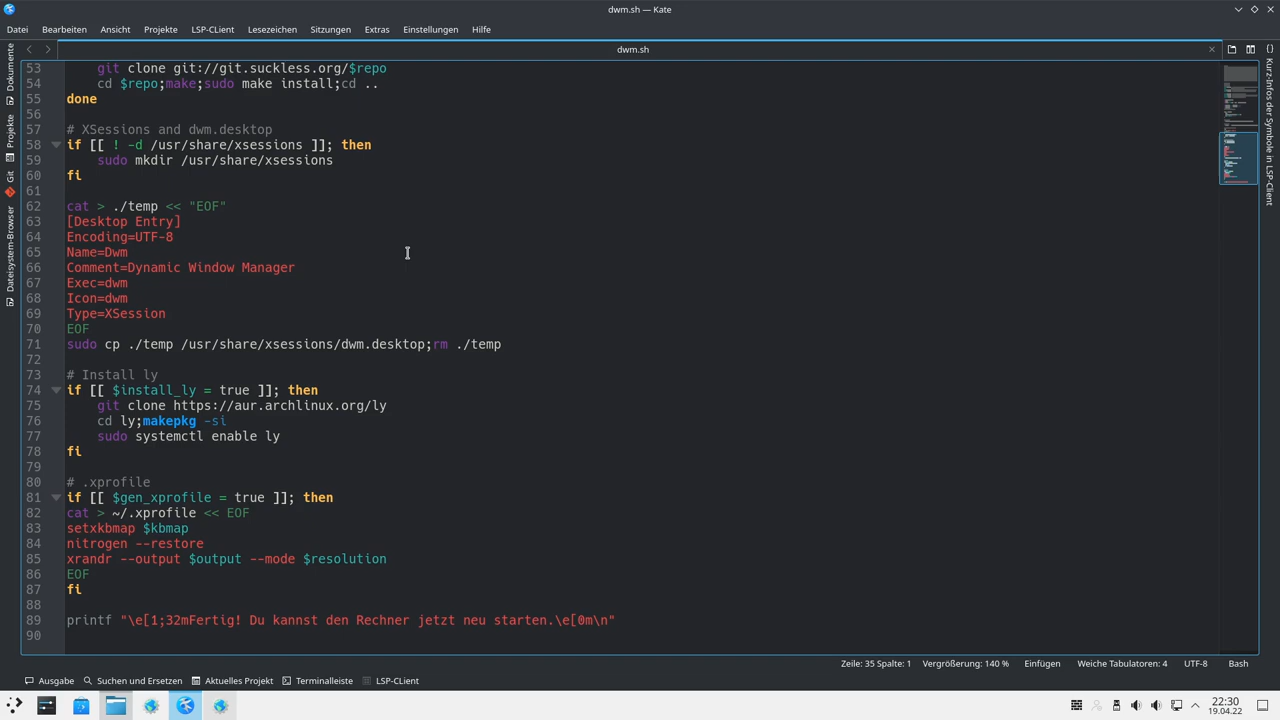 dwm.sh — Kate
Datei Bearbeiten Ansicht Projekte LSP-CLient Lesezeichen Sitzungen Extras Einstellungen Hilfe
dwm.sh
Dokumente
Projekte
Git
Dateisystem-Browser
53 git clone git://git.suckless.org/$repo
54 cd $repo;make;sudo make install;cd ..
55 done
56
57 # XSessions and dwm.desktop
58 if [[ ! -d /usr/share/xsessions ]]; then
59 sudo mkdir /usr/share/xsessions
60 fi
61
62 cat > ./temp << "EOF"
63 [Desktop Entry]
64 Encoding=UTF-8
65 Name=Dwm
66 Comment=Dynamic Window Manager
67 Exec=dwm
68 Icon=dwm
69 Type=XSession
70 EOF
71 sudo cp ./temp /usr/share/xsessions/dwm.desktop;rm ./temp
72
73 # Install ly
74 if [[ $install_ly = true ]]; then
75 git clone https://aur.archlinux.org/ly
76 cd ly;makepkg -si
77 sudo systemctl enable ly
78 fi
79
80 # .xprofile
81 if [[ $gen_xprofile = true ]]; then
82 cat > ~/.xprofile << EOF
83 setxkbmap $kbmap
84 nitrogen --restore
85 xrandr --output $output --mode $resolution
86 EOF
87 fi
88
89 printf "\e[1;32mFertig! Du kannst den Rechner jetzt neu starten.\e[0m\n"
90
Kurz-Infos der Symbole in LSP-Client
Zeile: 35 Spalte: 1 Vergrößerung: 140 % Einfügen Weiche Tabulatoren: 4 UTF-8 Bash
Ausgabe Suchen und Ersetzen Aktuelles Projekt Terminalleiste LSP-CLient
22:30
19.04.22